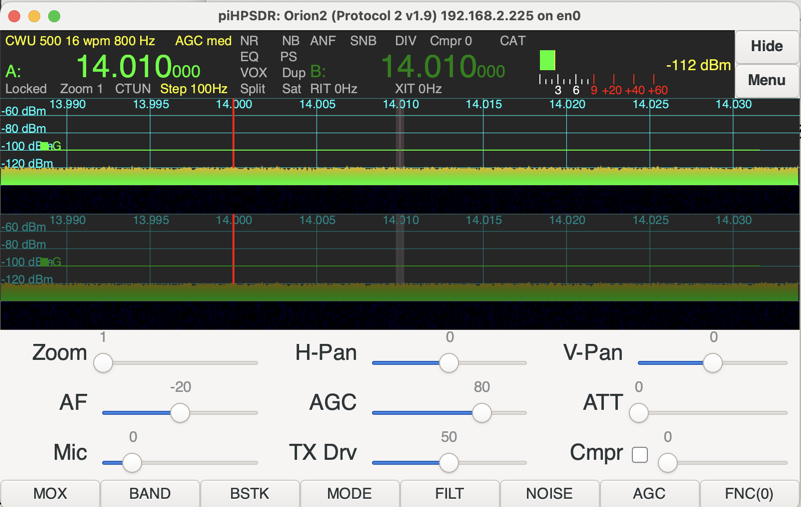 piHPSDR: Orion2 (Protocol 2 v1.9) 192.168.2.225 on en0
CWU 500 16 wpm 800 Hz AGC med NR NB ANF SNB DIV Cmpr 0 CAT
EQ PS
A: 14.010000 VOX Dup B: 14.010000 -112 dBm
Locked Zoom 1 CTUN Step 100Hz Split Sat RIT 0Hz XIT 0Hz
3 6 9 +20 +40 +60
Hide
Menu
13.990 13.995 14.000 14.005 14.010 14.015 14.020 14.025 14.030
-60 dBm
-80 dBm
-100 dBm
-120 dBm
13.990 13.995 14.000 14.005 14.010 14.015 14.020 14.025 14.030
-60 dBm
-80 dBm
-100 dBm
-120 dBm
Zoom 1 H-Pan 0 V-Pan 0
AF -20 AGC 80 ATT 0
Mic 0 TX Drv 50 Cmpr 0
MOX BAND BSTK MODE FILT NOISE AGC FNC(0)